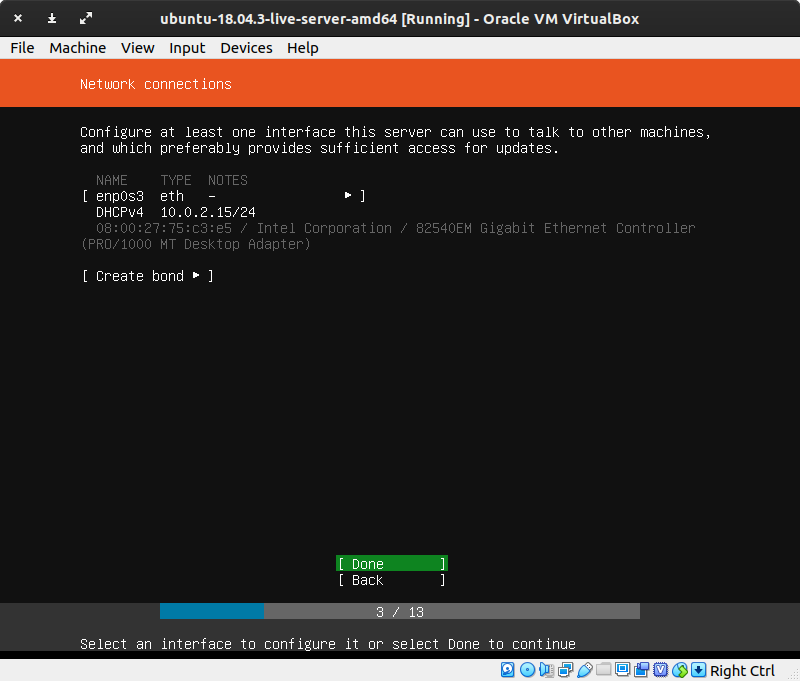 ubuntu-18.04.3-live-server-amd64 [Running] - Oracle VM VirtualBox
File Machine View Input Devices Help
Network connections
Configure at least one interface this server can use to talk to other machines,
and which preferably provides sufficient access for updates.
NAME TYPE NOTES
[ enp0s3 eth - ▸ ]
DHCPv4 10.0.2.15/24
08:00:27:75:c3:e5 / Intel Corporation / 82540EM Gigabit Ethernet Controller
(PRO/1000 MT Desktop Adapter)
[ Create bond ▸ ]
[ Done ]
[ Back ]
3 / 13
Select an interface to configure it or select Done to continue
Right Ctrl